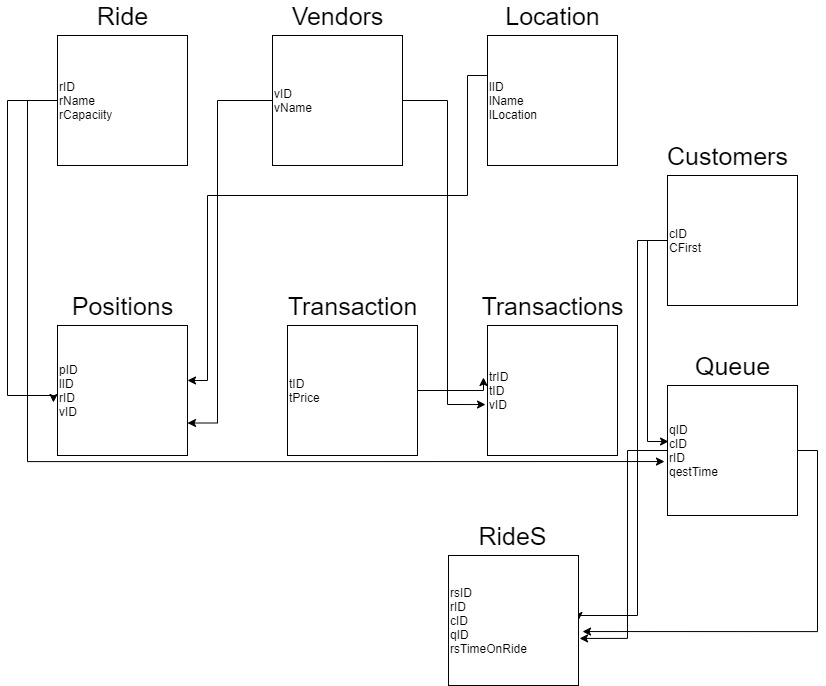 Ride
rID
rName
rCapaciity
Vendors
vID
vName
Location
lID
lName
lLocation
Customers
cID
CFirst
Positions
pID
lID
rID
vID
Transaction
tID
tPrice
Transactions
trID
tID
vID
Queue
qID
cID
rID
qestTime
RideS
rsID
rID
cID
qID
rsTimeOnRide